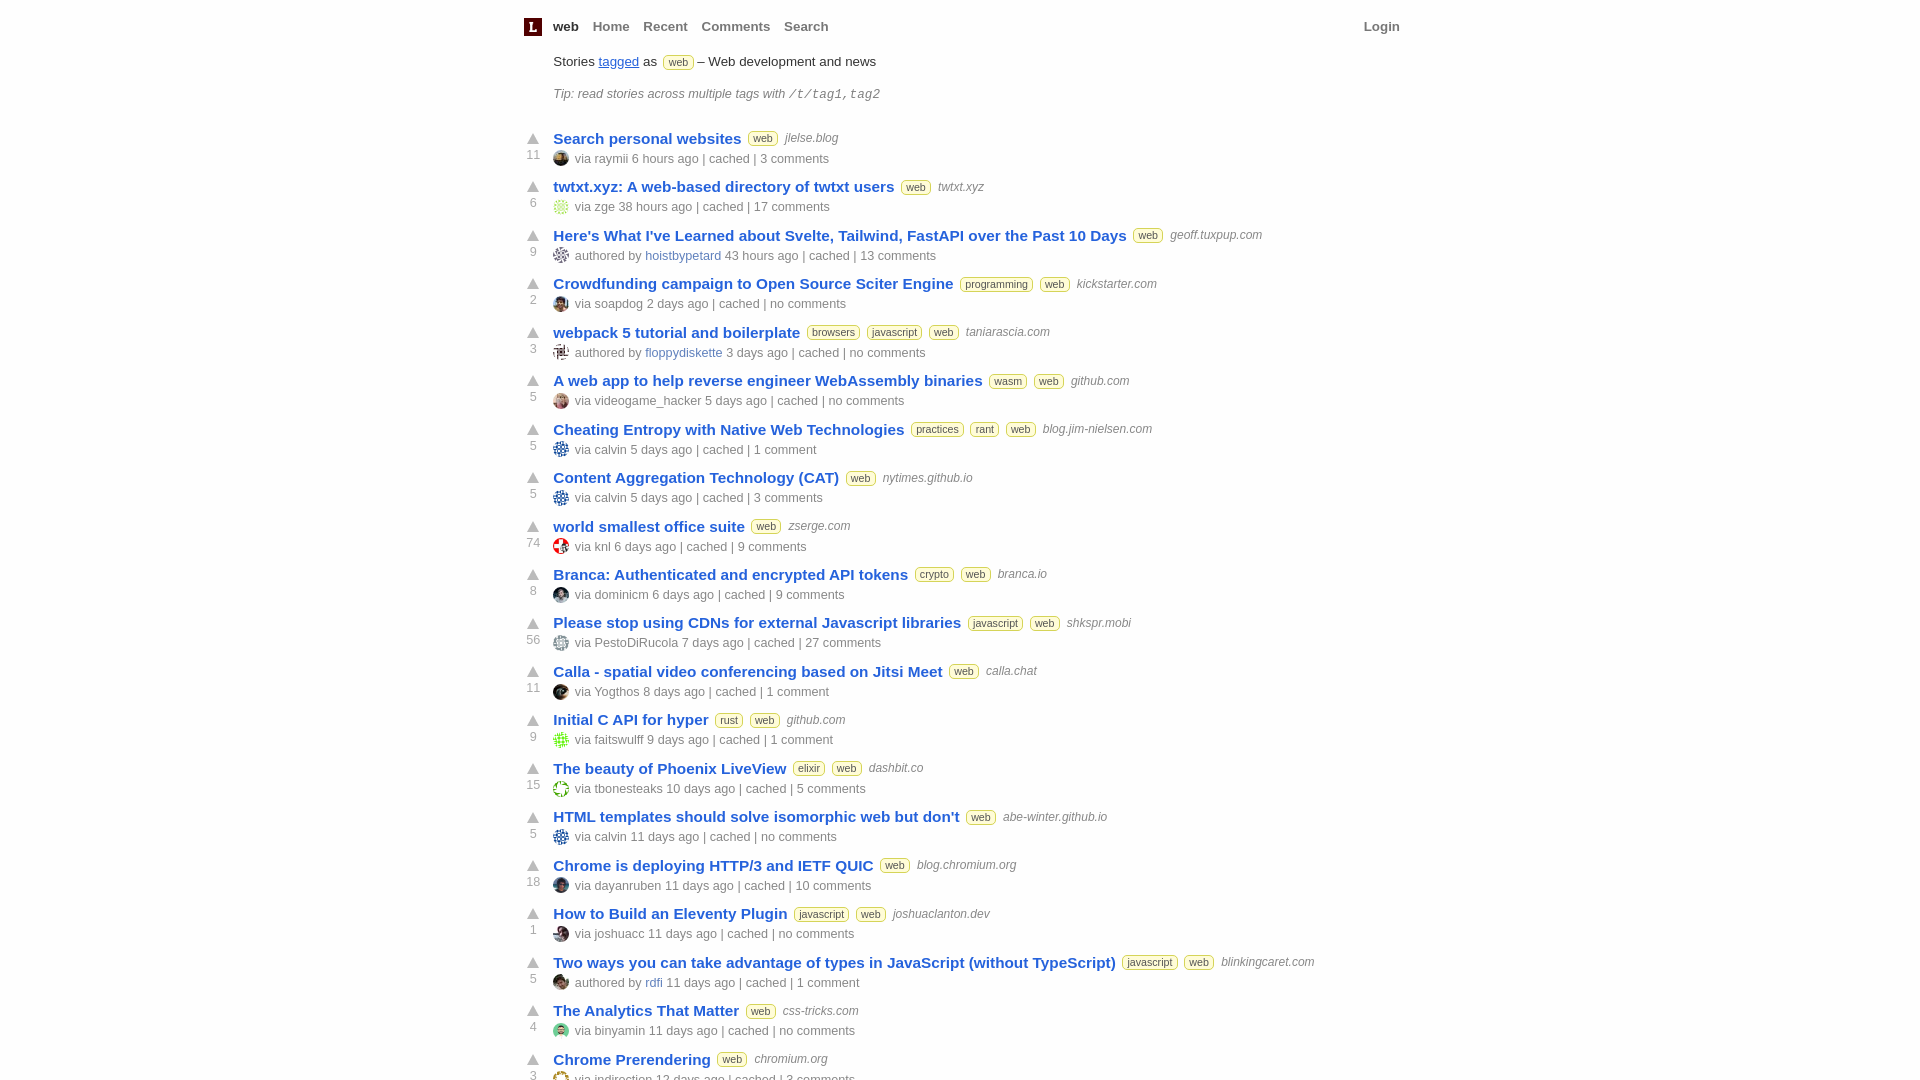 L web Home Recent Comments Search Login
Stories tagged as web – Web development and news
Tip: read stories across multiple tags with /t/tag1,tag2
Search personal websites web jlelse.blog
11 via raymii 6 hours ago | cached | 3 comments
twtxt.xyz: A web-based directory of twtxt users web twtxt.xyz
6 via zge 38 hours ago | cached | 17 comments
Here's What I've Learned about Svelte, Tailwind, FastAPI over the Past 10 Days web geoff.tuxpup.com
9 authored by hoistbypetard 43 hours ago | cached | 13 comments
Crowdfunding campaign to Open Source Sciter Engine programming web kickstarter.com
2 via soapdog 2 days ago | cached | no comments
webpack 5 tutorial and boilerplate browsers javascript web taniarascia.com
3 authored by floppydiskette 3 days ago | cached | no comments
A web app to help reverse engineer WebAssembly binaries wasm web github.com
5 via videogame_hacker 5 days ago | cached | no comments
Cheating Entropy with Native Web Technologies practices rant web blog.jim-nielsen.com
5 via calvin 5 days ago | cached | 1 comment
Content Aggregation Technology (CAT) web nytimes.github.io
5 via calvin 5 days ago | cached | 3 comments
world smallest office suite web zserge.com
74 via knl 6 days ago | cached | 9 comments
Branca: Authenticated and encrypted API tokens crypto web branca.io
8 via dominicm 6 days ago | cached | 9 comments
Please stop using CDNs for external Javascript libraries javascript web shkspr.mobi
56 via PestoDiRucola 7 days ago | cached | 27 comments
Calla - spatial video conferencing based on Jitsi Meet web calla.chat
11 via Yogthos 8 days ago | cached | 1 comment
Initial C API for hyper rust web github.com
9 via faitswulff 9 days ago | cached | 1 comment
The beauty of Phoenix LiveView elixir web dashbit.co
15 via tbonesteaks 10 days ago | cached | 5 comments
HTML templates should solve isomorphic web but don't web abe-winter.github.io
5 via calvin 11 days ago | cached | no comments
Chrome is deploying HTTP/3 and IETF QUIC web blog.chromium.org
18 via dayanruben 11 days ago | cached | 10 comments
How to Build an Eleventy Plugin javascript web joshuaclanton.dev
1 via joshuacc 11 days ago | cached | no comments
Two ways you can take advantage of types in JavaScript (without TypeScript) javascript web blinkingcaret.com
5 authored by rdfi 11 days ago | cached | 1 comment
The Analytics That Matter web css-tricks.com
4 via binyamin 11 days ago | cached | no comments
Chrome Prerendering web chromium.org
3 via indirection 12 days ago | cached | 3 comments